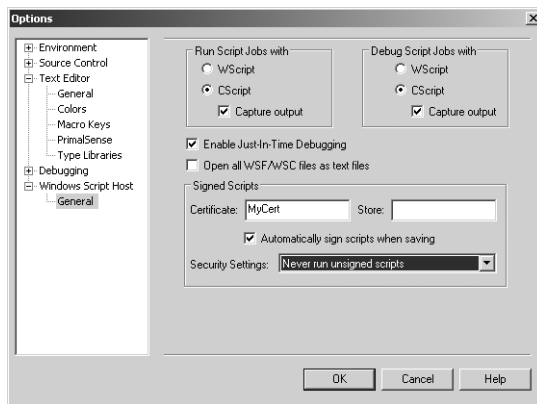 Options
Environment
Source Control
Text Editor
General
Colors
Macro Keys
PrimalSense
Type Libraries
Debugging
Windows Script Host
General
Run Script Jobs with
WScript
CScript
Capture output
Debug Script Jobs with
WScript
CScript
Capture output
Enable Just-In-Time Debugging
Open all WSF/WSC files as text files
Signed Scripts
Certificate: MyCert Store:
Automatically sign scripts when saving
Security Settings: Never run unsigned scripts
OK Cancel Help